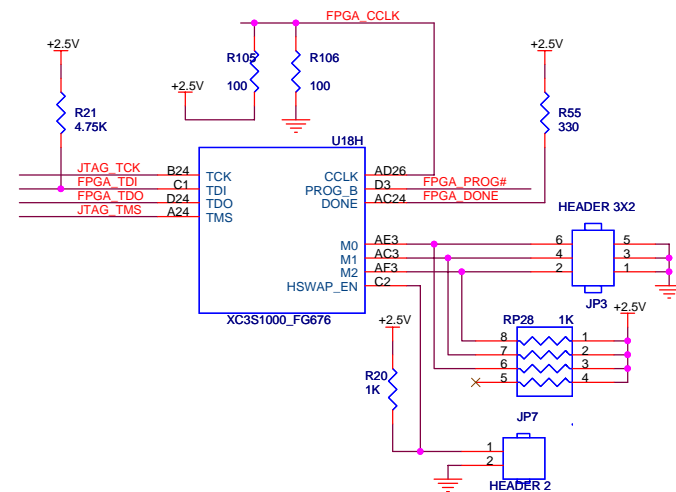 FPGA_CCLK
+2.5V
+2.5V
R105
R106
+2.5V
100
100
R21
4.75K
R55
330
U18H
JTAG_TCK B24 TCK CCLK AD26
FPGA_TDI C1 TDI PROG_B D3 FPGA_PROG#
FPGA_TDO D24 TDO DONE AC24 FPGA_DONE
JTAG_TMS A24 TMS
HEADER 3X2
M0 AE3 6 5
M1 AC3 4 3
M2 AF3 2 1
HSWAP_EN C2
JP3
XC3S1000_FG676
+2.5V
+2.5V
RP28 1K
8 1
7 2
6 3
5 4
R20
1K
JP7
1
2
HEADER 2